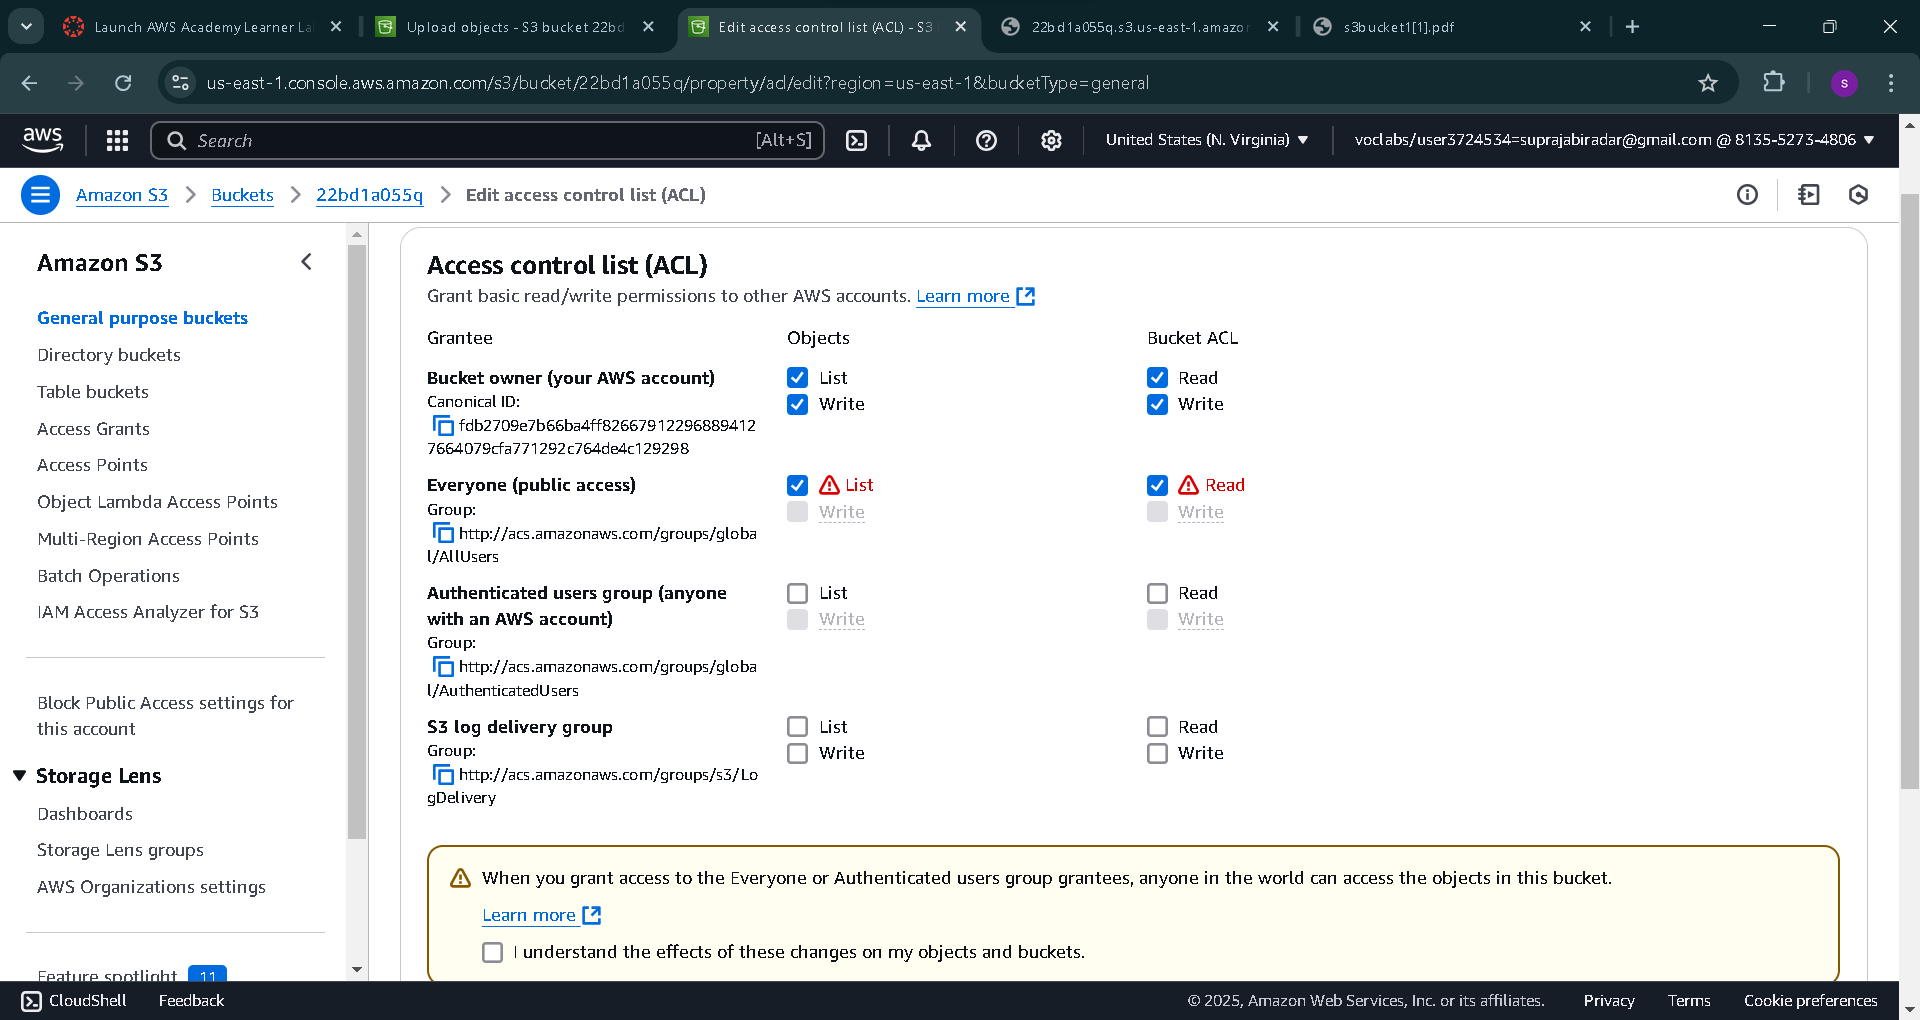 Launch AWS Academy Learner La
Upload objects - S3 bucket 22bd
Edit access control list (ACL) - S3
22bd1a055q.s3.us-east-1.amazor
s3bucket1[1].pdf
us-east-1.console.aws.amazon.com/s3/bucket/22bd1a055q/property/acl/edit?region=us-east-1&bucketType=general
s
aws
Search
[Alt+S]
United States (N. Virginia)
voclabs/user3724534=suprajabiradar@gmail.com @ 8135-5273-4806
Amazon S3
Buckets
22bd1a055q
Edit access control list (ACL)
Amazon S3
General purpose buckets
Directory buckets
Table buckets
Access Grants
Access Points
Object Lambda Access Points
Multi-Region Access Points
Batch Operations
IAM Access Analyzer for S3
Block Public Access settings for
this account
Storage Lens
Dashboards
Storage Lens groups
AWS Organizations settings
Feature spotlight 11
Access control list (ACL)
Grant basic read/write permissions to other AWS accounts. Learn more
Grantee
Objects
Bucket ACL
Bucket owner (your AWS account)
Canonical ID:
fdb2709e7b66ba4ff82667912296889412
7664079cfa771292c764de4c129298
List
Write
Read
Write
Everyone (public access)
Group:
http://acs.amazonaws.com/groups/globa
l/AllUsers
List
Write
Read
Write
Authenticated users group (anyone
with an AWS account)
Group:
http://acs.amazonaws.com/groups/globa
l/AuthenticatedUsers
List
Write
Read
Write
S3 log delivery group
Group:
http://acs.amazonaws.com/groups/s3/Lo
gDelivery
List
Write
Read
Write
When you grant access to the Everyone or Authenticated users group grantees, anyone in the world can access the objects in this bucket.
Learn more
I understand the effects of these changes on my objects and buckets.
CloudShell
Feedback
© 2025, Amazon Web Services, Inc. or its affiliates.
Privacy
Terms
Cookie preferences